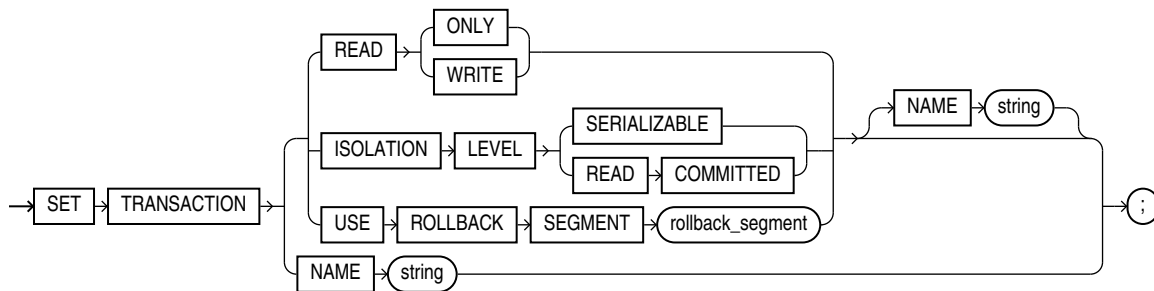 ONLY
READ
WRITE
NAME string
SERIALIZABLE
ISOLATION LEVEL
READ COMMITTED
SET TRANSACTION
USE ROLLBACK SEGMENT rollback_segment
;
NAME string